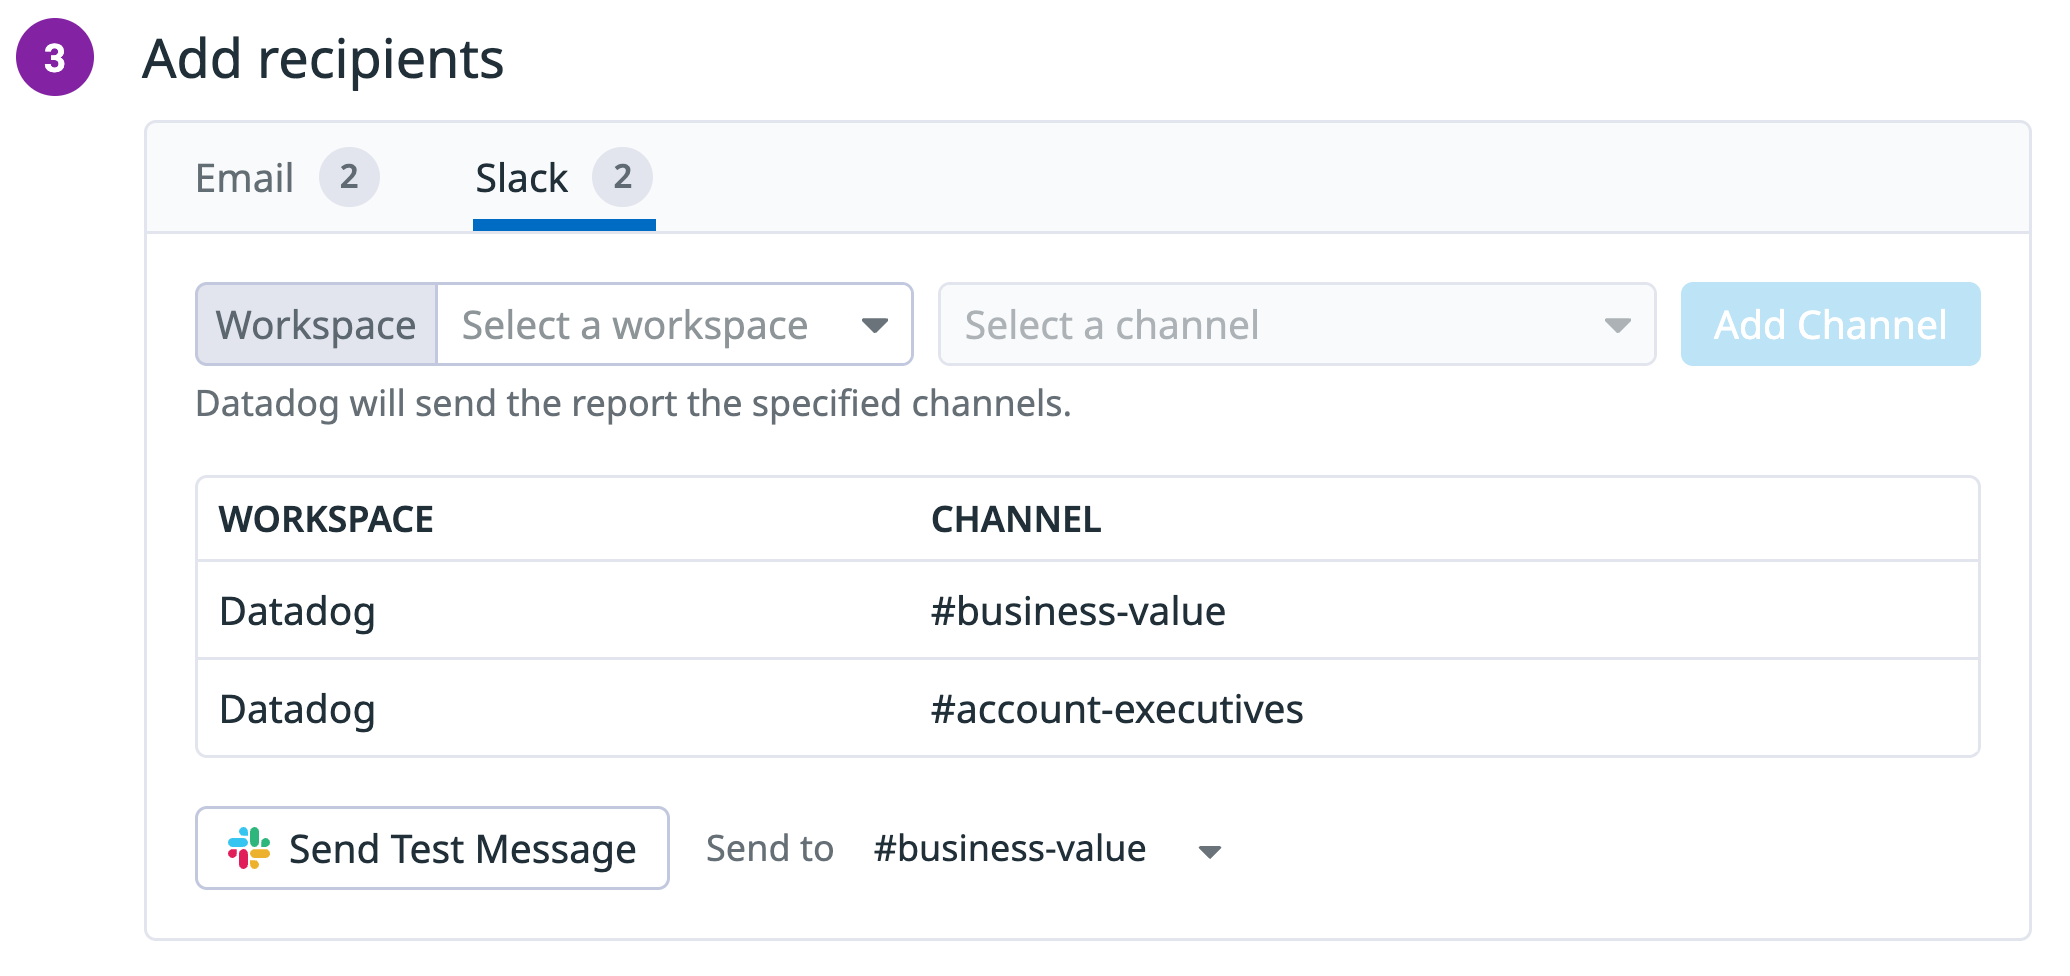 3 Add recipients
Email 2 Slack 2
Workspace Select a workspace Select a channel Add Channel
Datadog will send the report the specified channels.
WORKSPACE CHANNEL
Datadog #business-value
Datadog #account-executives
Send Test Message Send to #business-value